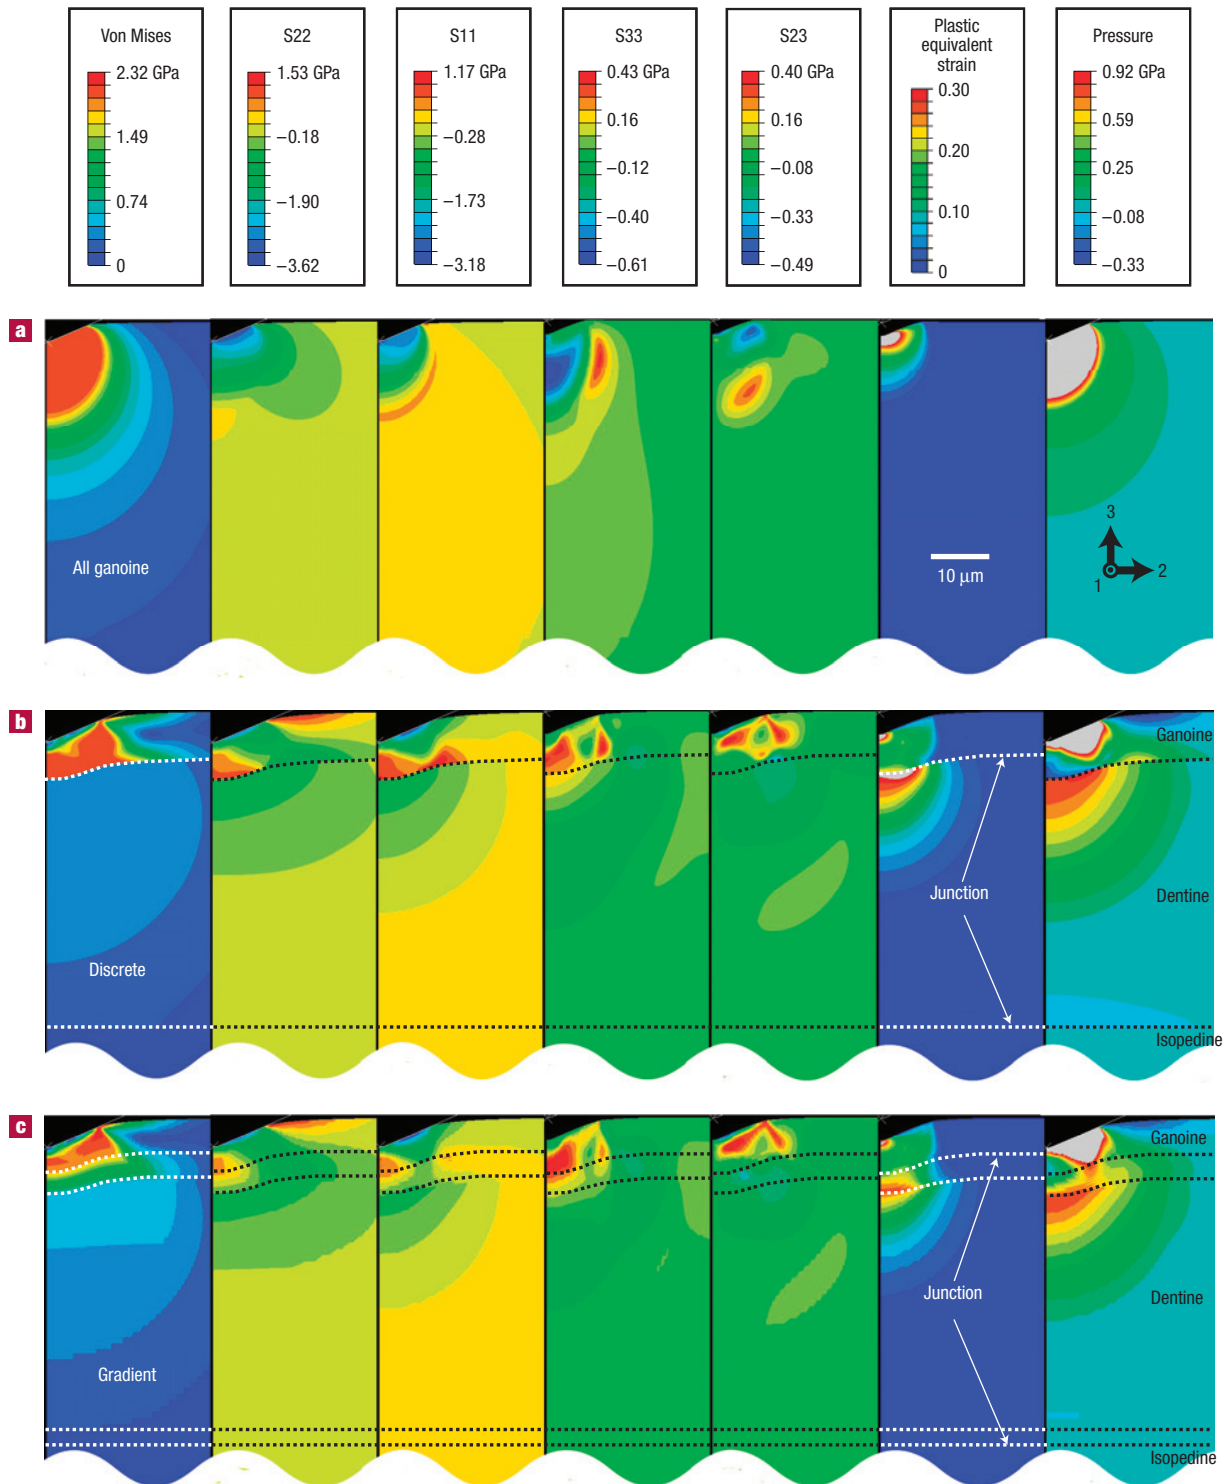 Von Mises
2.32 GPa
1.49
0.74
0
S22
1.53 GPa
−0.18
−1.90
−3.62
S11
1.17 GPa
−0.28
−1.73
−3.18
S33
0.43 GPa
0.16
−0.12
−0.40
−0.61
S23
0.40 GPa
0.16
−0.08
−0.33
−0.49
Plastic
equivalent
strain
0.30
0.20
0.10
0
Pressure
0.92 GPa
0.59
0.25
−0.08
−0.33
a
All ganoine
10 μm
3
2
1
b
Ganoine
Junction
Dentine
Discrete
Isopedine
c
Ganoine
Junction
Dentine
Gradient
Isopedine